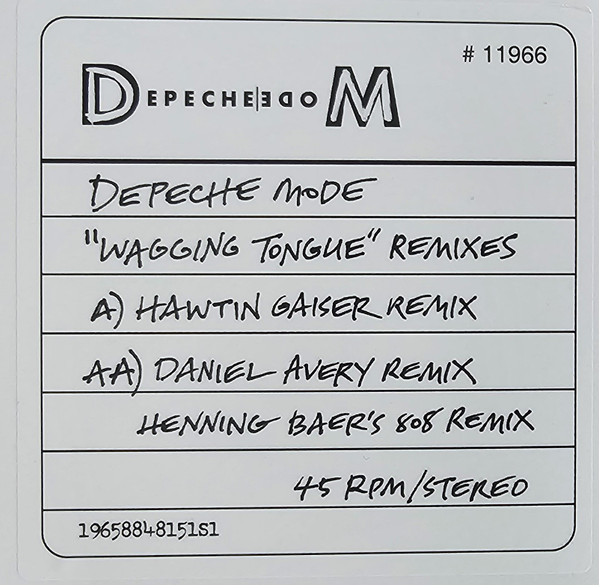 # 11966
DEPECHE|EDOM
DEPECHE MODE
"WAGGING TONGUE" REMIXES
A) HAWTIN GAISER REMIX
AA) DANIEL AVERY REMIX
HENNING BAER'S 808 REMIX
45 RPM/STEREO
19658848151S1